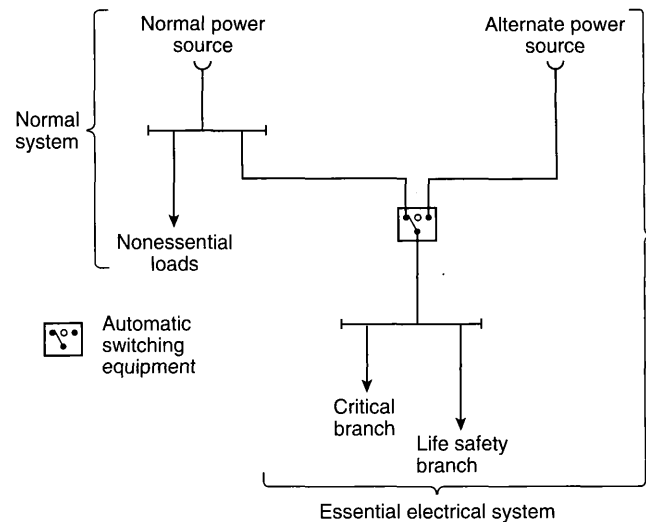 Normal power
source
Alternate power
source
Normal
system
Nonessential
loads
Automatic
switching
equipment
Critical
branch
Life safety
branch
Essential electrical system